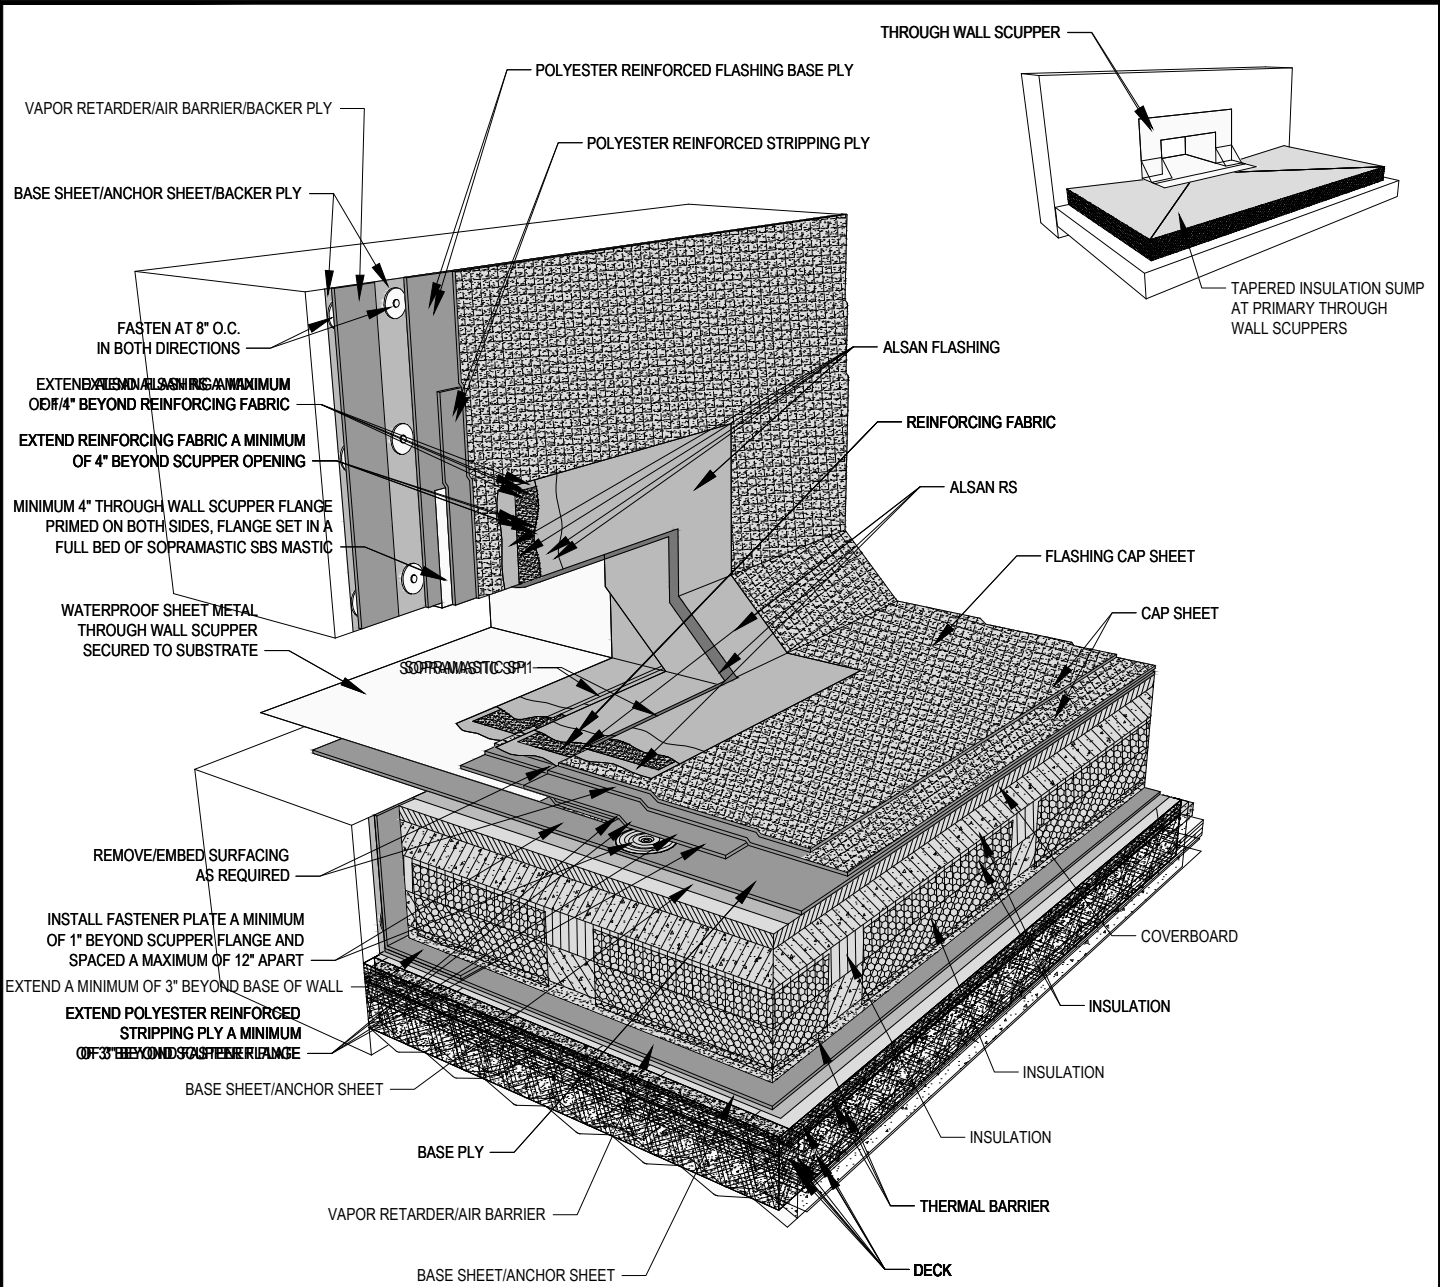 THROUGH WALL SCUPPER
POLYESTER REINFORCED FLASHING BASE PLY
VAPOR RETARDER/AIR BARRIER/BACKER PLY
POLYESTER REINFORCED STRIPPING PLY
BASE SHEET/ANCHOR SHEET/BACKER PLY
TAPERED INSULATION SUMP
AT PRIMARY THROUGH
WALL SCUPPERS
FASTEN AT 8" O.C.
IN BOTH DIRECTIONS
ALSAN FLASHING
MAXIMUM
BEYOND REINFORCING FABRIC
REINFORCING FABRIC
EXTEND REINFORCING FABRIC A MINIMUM
OF 4" BEYOND SCUPPER OPENING
ALSAN RS
MINIMUM 4" THROUGH WALL SCUPPER FLANGE
PRIMED ON BOTH SIDES, FLANGE SET IN A
FULL BED OF SOPRAMASTIC SBS MASTIC
FLASHING CAP SHEET
WATERPROOF SHEET METAL
THROUGH WALL SCUPPER
SECURED TO SUBSTRATE
CAP SHEET
REMOVE/EMBED SURFACING
AS REQUIRED
INSTALL FASTENER PLATE A MINIMUM
OF 1" BEYOND SCUPPER FLANGE AND
SPACED A MAXIMUM OF 12" APART
COVERBOARD
EXTEND A MINIMUM OF 3" BEYOND BASE OF WALL
INSULATION
EXTEND POLYESTER REINFORCED
STRIPPING PLY A MINIMUM
INSULATION
BASE SHEET/ANCHOR SHEET
INSULATION
BASE PLY
THERMAL BARRIER
VAPOR RETARDER/AIR BARRIER
DECK
BASE SHEET/ANCHOR SHEET